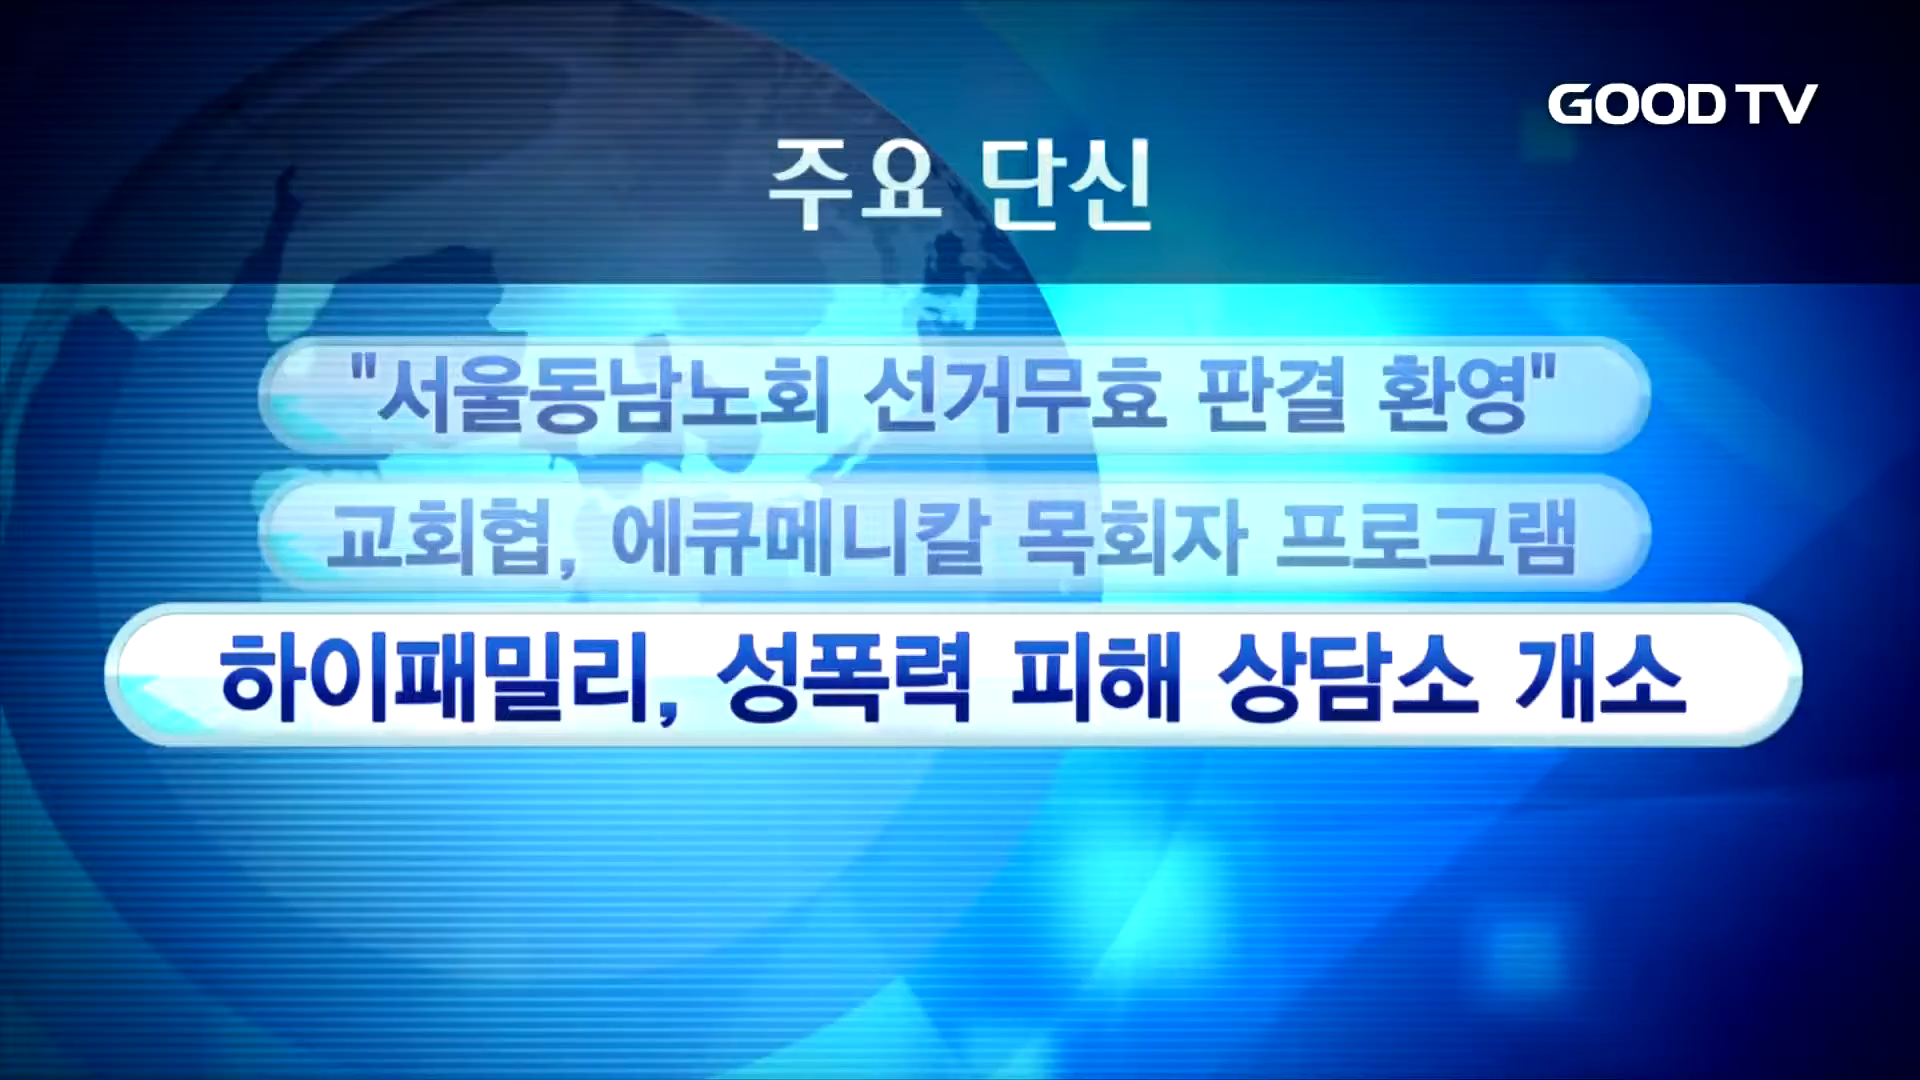 GOOD TV
주요 단신
"서울동남노회 선거무효 판결 환영"
교회협, 에큐메니칼 목회자 프로그램
하이패밀리, 성폭력 피해 상담소 개소